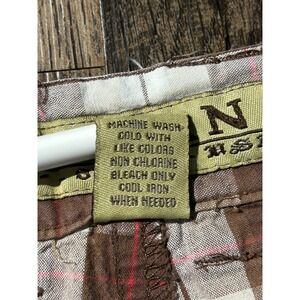 MACHINE WASH
COLD WITH
LIKE COLORS
NON CHLORINE
BLEACH ONLY
COOL IRON
WHEN NEEDED
N